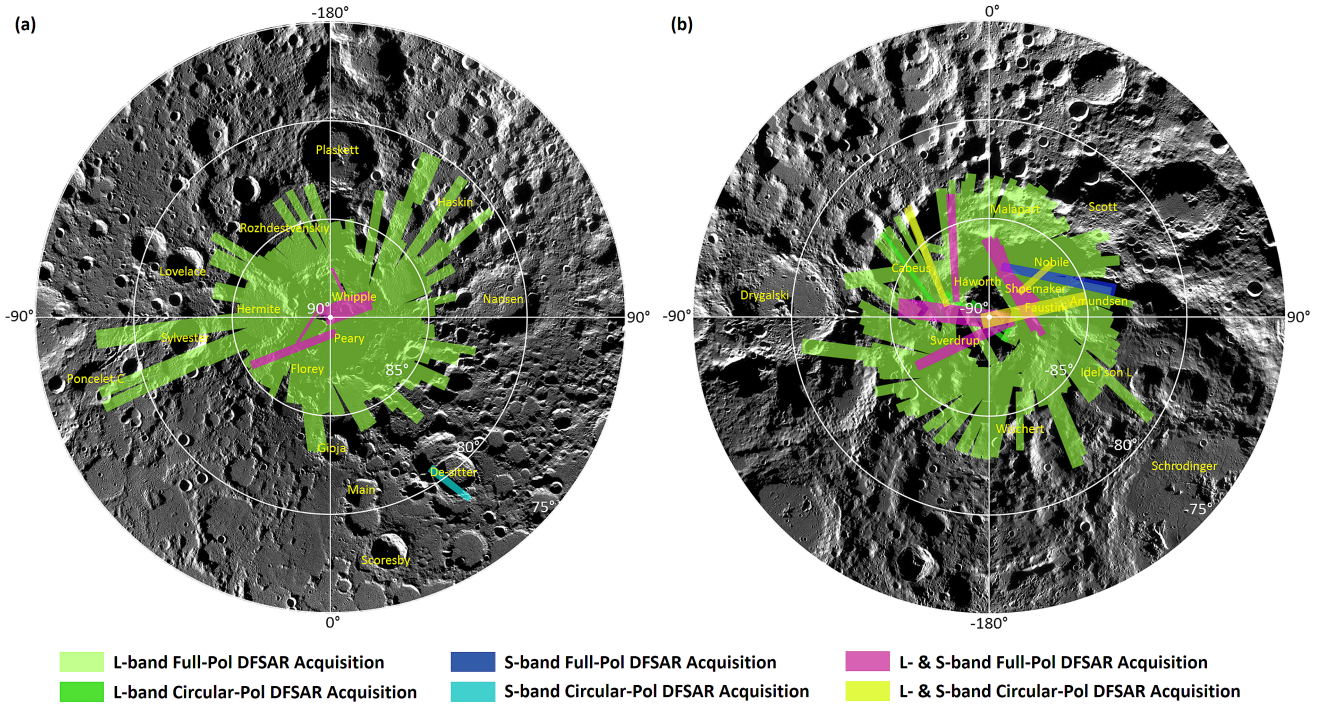 (a)
-180°
Plaskett
Haskin
Rozhdestvenskiy
Lovelace
Whipple
Nansen
Hermite
90°
-90°
90°
Sylvester
Peary
Poncelet C
Florey
85°
Gioja
80°
De-sitter
Main
75°
Scoresby
0°
(b)
0°
Malapert
Scott
Cabeus
Nobile
Haworth
Shoemaker
Drygalski
Amundsen
Faustini
-90°
-90°
90°
Sverdrup
-85°
Idel'son L
Wiechert
-80°
Schrodinger
-75°
-180°
L-band Full-Pol DFSAR Acquisition
S-band Full-Pol DFSAR Acquisition
L- & S-band Full-Pol DFSAR Acquisition
L-band Circular-Pol DFSAR Acquisition
S-band Circular-Pol DFSAR Acquisition
L- & S-band Circular-Pol DFSAR Acquisition